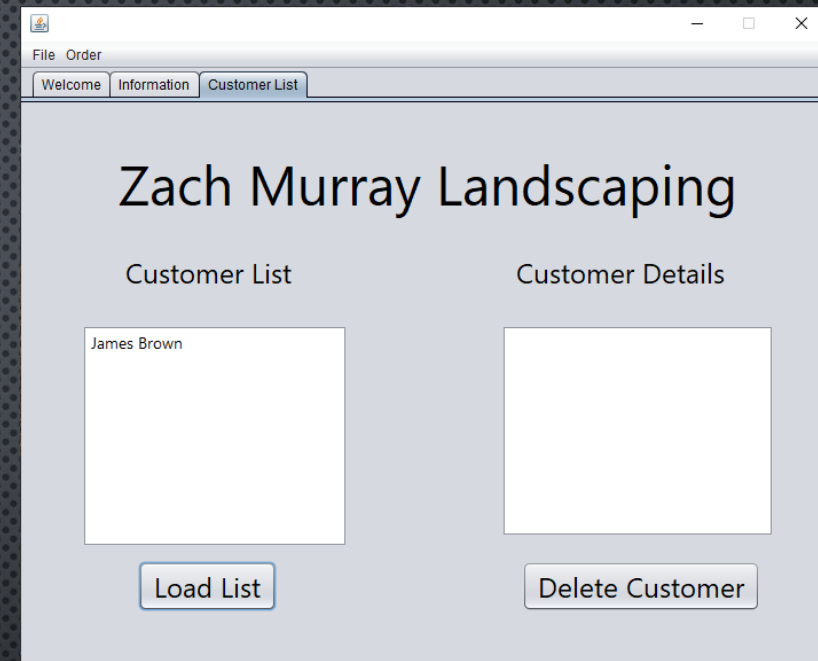 File Order
Welcome Information Customer List
Zach Murray Landscaping
Customer List Customer Details
James Brown
Load List Delete Customer